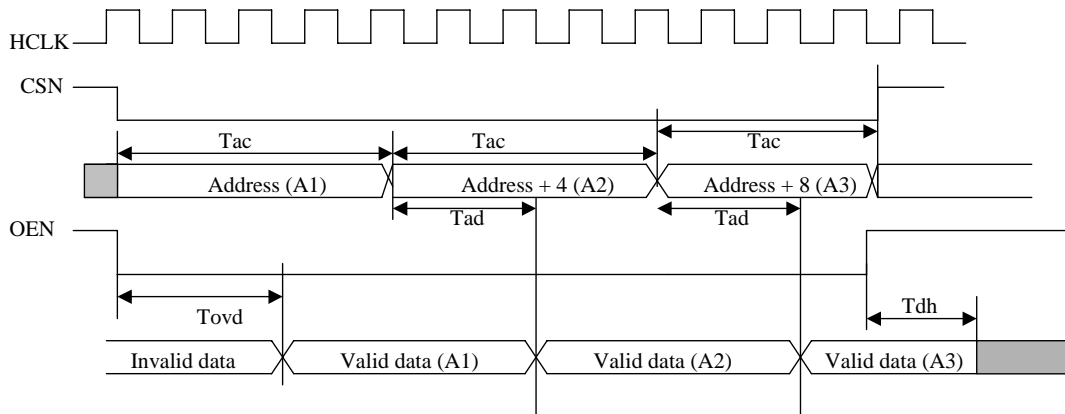 HCLK
CSN
Tac Tac Tac
Address (A1) Address + 4 (A2) Address + 8 (A3)
Tad Tad
OEN
Tovd Tdh
Invalid data Valid data (A1) Valid data (A2) Valid data (A3)